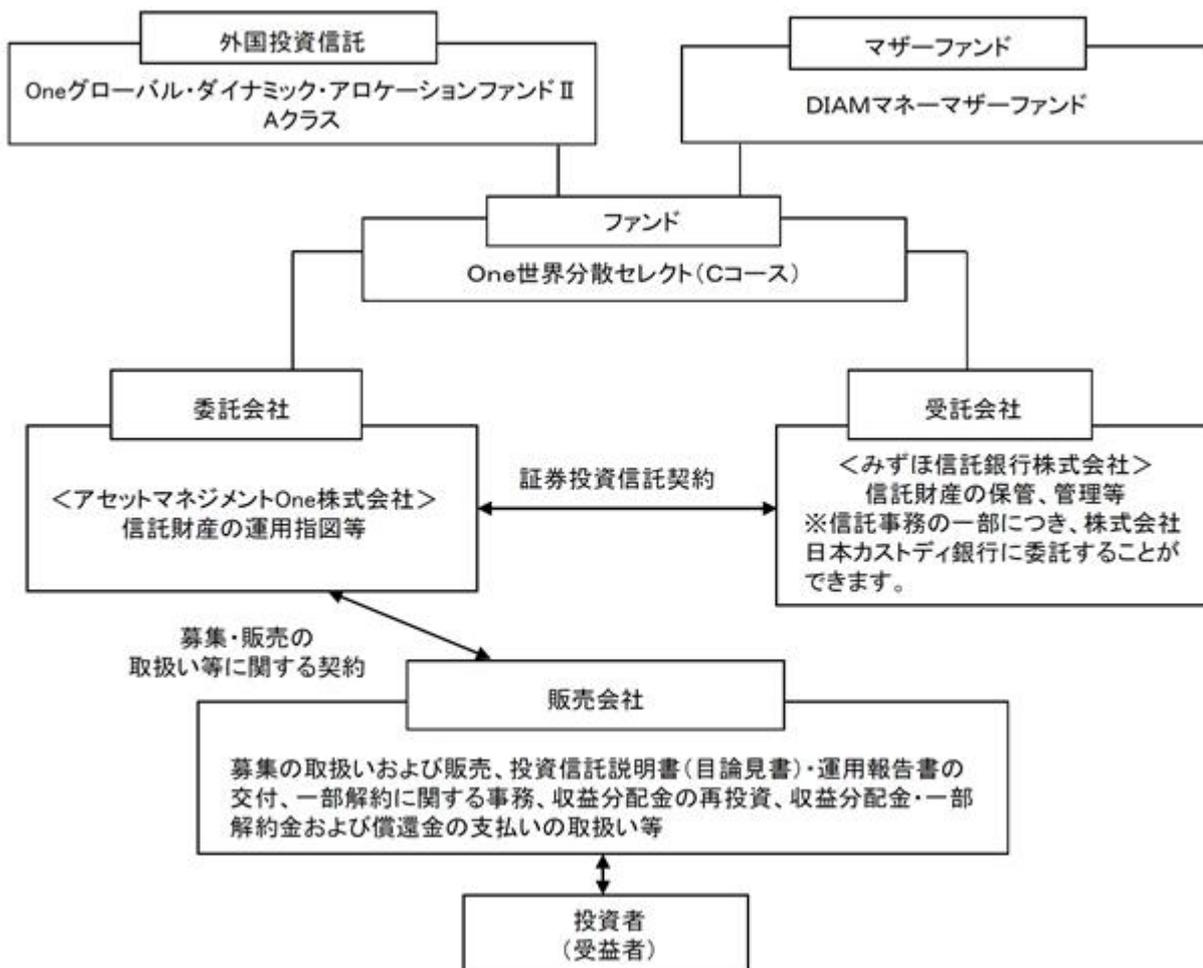 外国投資信託
Oneグローバル・ダイナミック・アロケーションファンドⅡ
Aクラス
マザーファンド
DIAMマネーマザーファンド
ファンド
One世界分散セレクト(Cコース)
委託会社
<アセットマネジメントOne株式会社>
信託財産の運用指図等
証券投資信託契約
受託会社
<みずほ信託銀行株式会社>
信託財産の保管、管理等
※信託事務の一部につき、株式会社
日本カストディ銀行に委託することが
できます。
募集・販売の
取扱い等に関する契約
販売会社
募集の取扱いおよび販売、投資信託説明書(目論見書)・運用報告書の
交付、一部解約に関する事務、収益分配金の再投資、収益分配金・一部
解約金および償還金の支払いの取扱い等
投資者
(受益者)